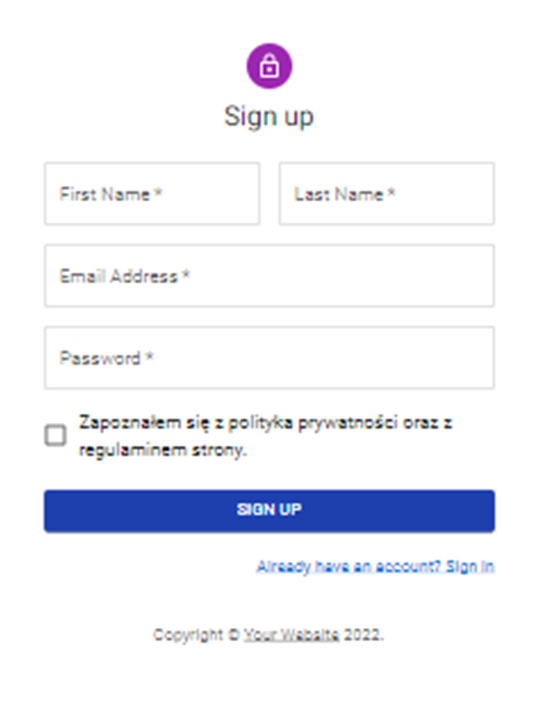 Sign up
First Name *
Last Name *
Email Address *
Password *
Zapoznałem się z polityka prywatności oraz z
regulaminem strony.
SIGN UP
Already have an account? Sign in
Copyright © Your Website 2022.